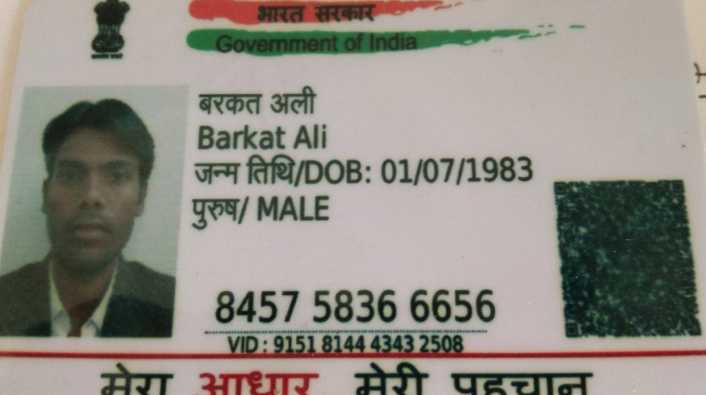 भारत सरकार
Government of India
बरकत अली
Barkat Ali
जन्म तिथि/DOB: 01/07/1983
पुरुष/ MALE
8457 5836 6656
VID : 9151 8144 4343 2508
मेरा आधार, मेरी पहचान